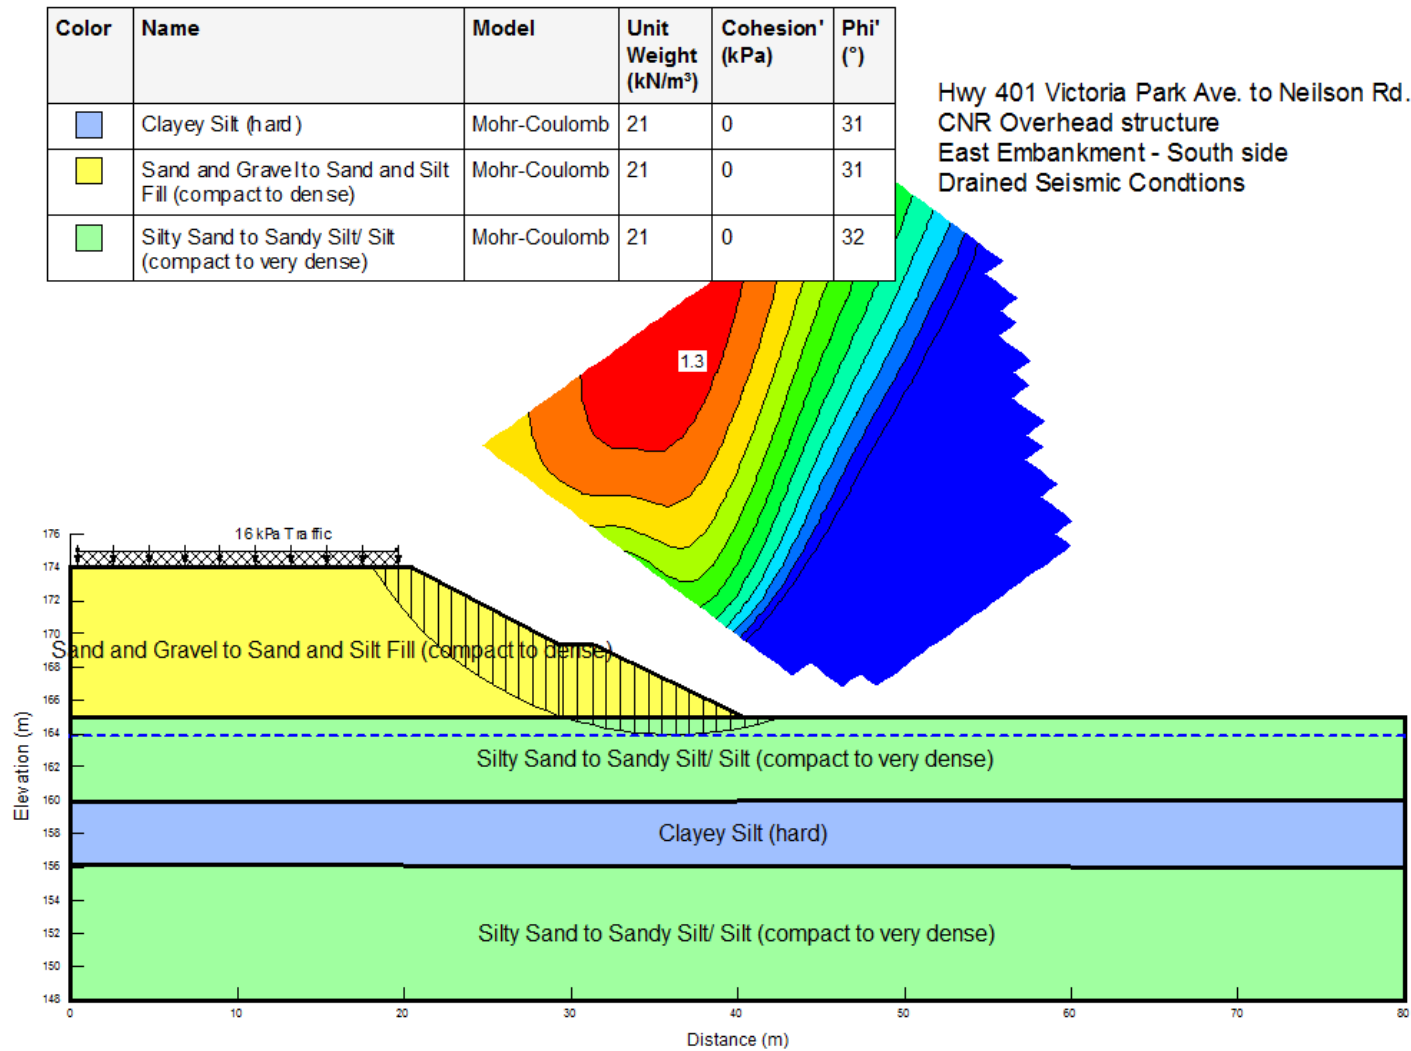 Color Name Model Unit Weight (kN/m³) Cohesion' (kPa) Phi' (°)
Clayey Silt (hard) Mohr-Coulomb 21 0 31
Sand and Gravel to Sand and Silt Fill (compact to dense) Mohr-Coulomb 21 0 31
Silty Sand to Sandy Silt/ Silt (compact to very dense) Mohr-Coulomb 21 0 32
Hwy 401 Victoria Park Ave. to Neilson Rd.
CNR Overhead structure
East Embankment - South side
Drained Seismic Condtions
1.3
16 kPa Traffic
Sand and Gravel to Sand and Silt Fill (compact to dense)
Silty Sand to Sandy Silt/ Silt (compact to very dense)
Clayey Silt (hard)
Silty Sand to Sandy Silt/ Silt (compact to very dense)
Elevation (m)
176
174
172
170
168
166
164
162
160
158
156
154
152
150
148
0 10 20 30 40 50 60 70 80
Distance (m)